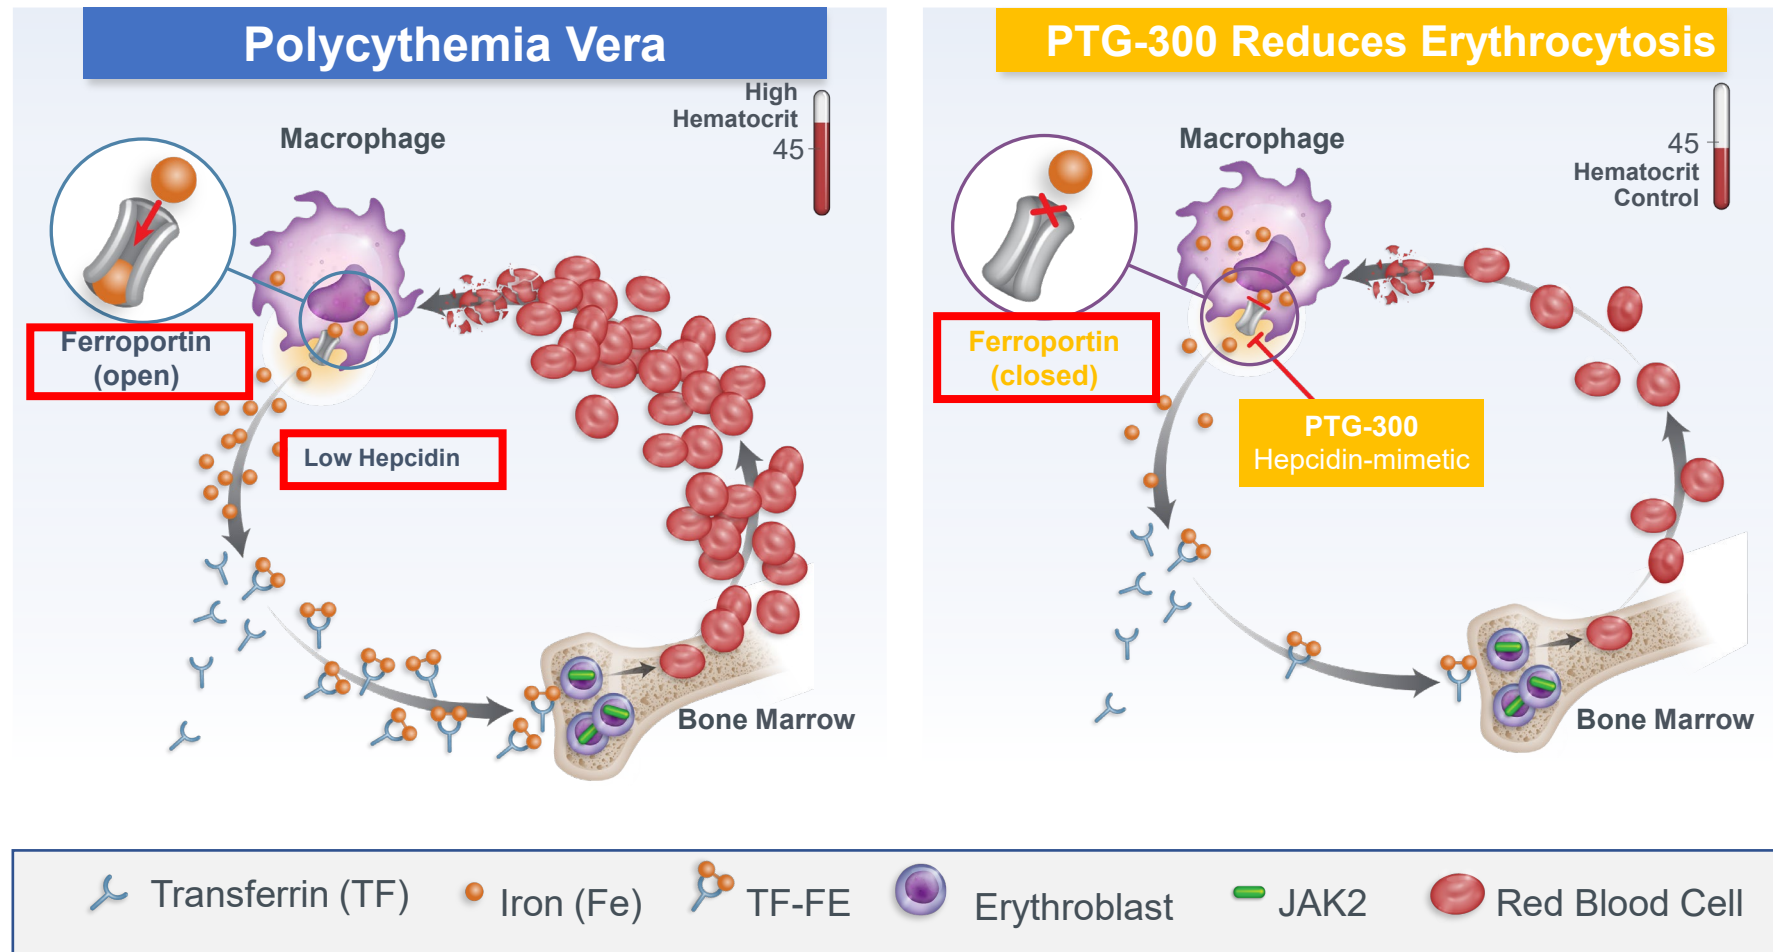 Polycythemia Vera
High
Hematocrit
45
Macrophage
Ferroportin
(open)
Low Hepcidin
Bone Marrow
PTG-300 Reduces Erythrocytosis
Macrophage
45
Hematocrit
Control
Ferroportin
(closed)
PTG-300
Hepcidin-mimetic
Bone Marrow
Transferrin (TF)
Iron (Fe)
TF-FE
Erythroblast
JAK2
Red Blood Cell